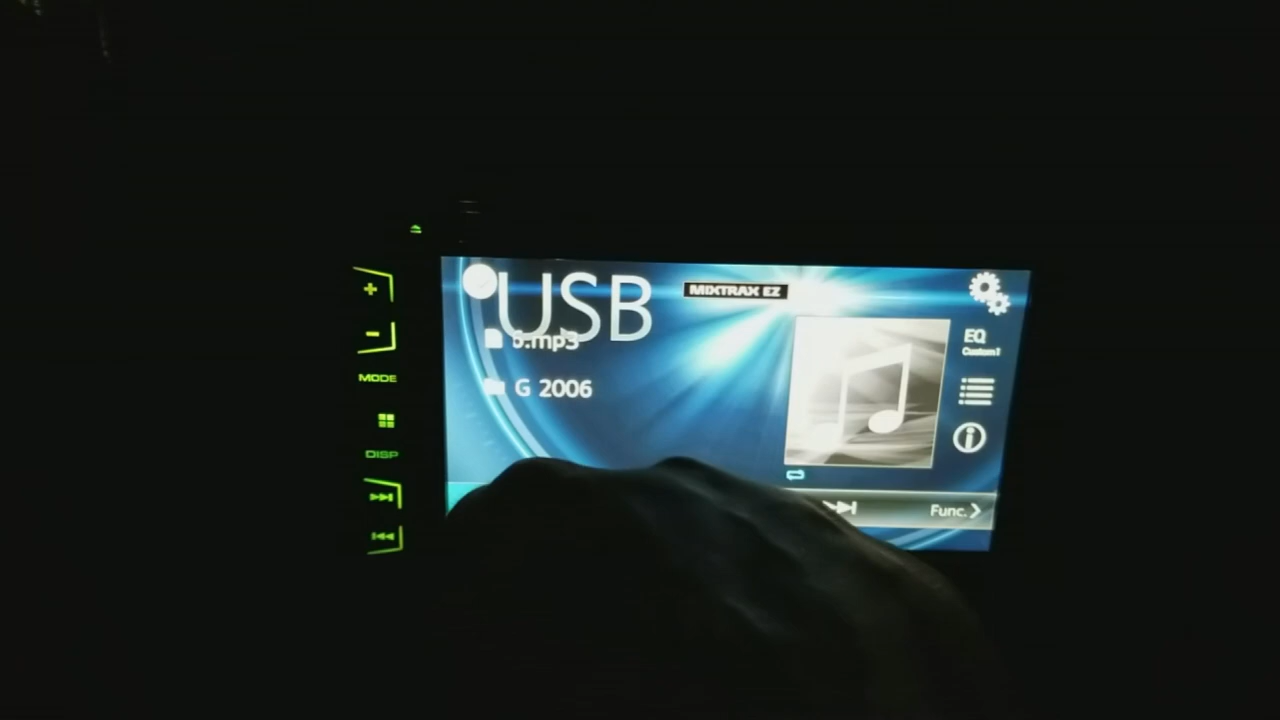 USB
MIXTRAX EZ
6.mp3
G 2006
EQ
Custom1
Func.
MODE
DISP